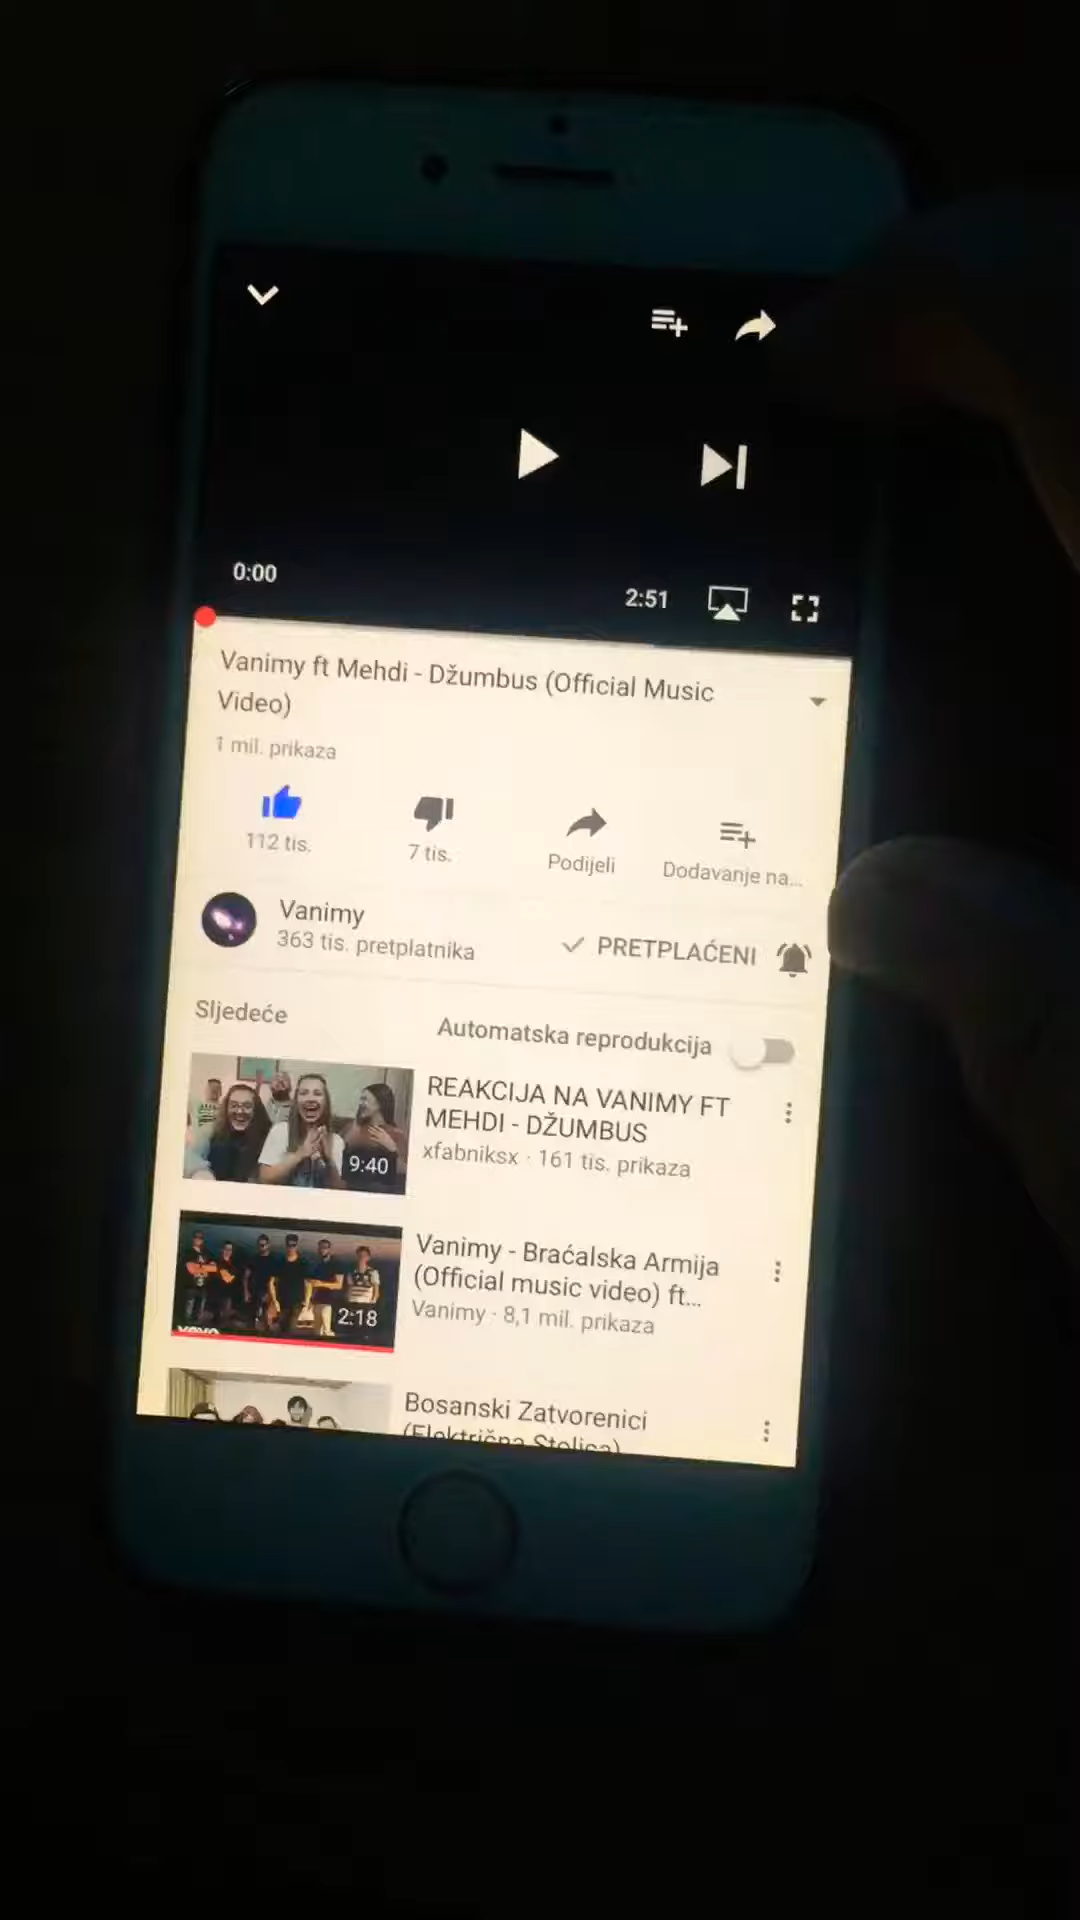 0:00
2:51
Vanimy ft Mehdi - Džumbus (Official Music
Video)
1 mil. prikaza
112 tis.
7 tis.
Podijeli
Dodavanje na...
Vanimy
363 tis. pretplatnika
PRETPLAĆENI
Sljedeće
Automatska reprodukcija
REAKCIJA NA VANIMY FT
MEHDI - DŽUMBUS
xfabniksx · 161 tis. prikaza
9:40
Vanimy - Braćalska Armija
(Official music video) ft...
Vanimy · 8,1 mil. prikaza
2:18
vevo
Bosanski Zatvorenici
(Električna Stolica)